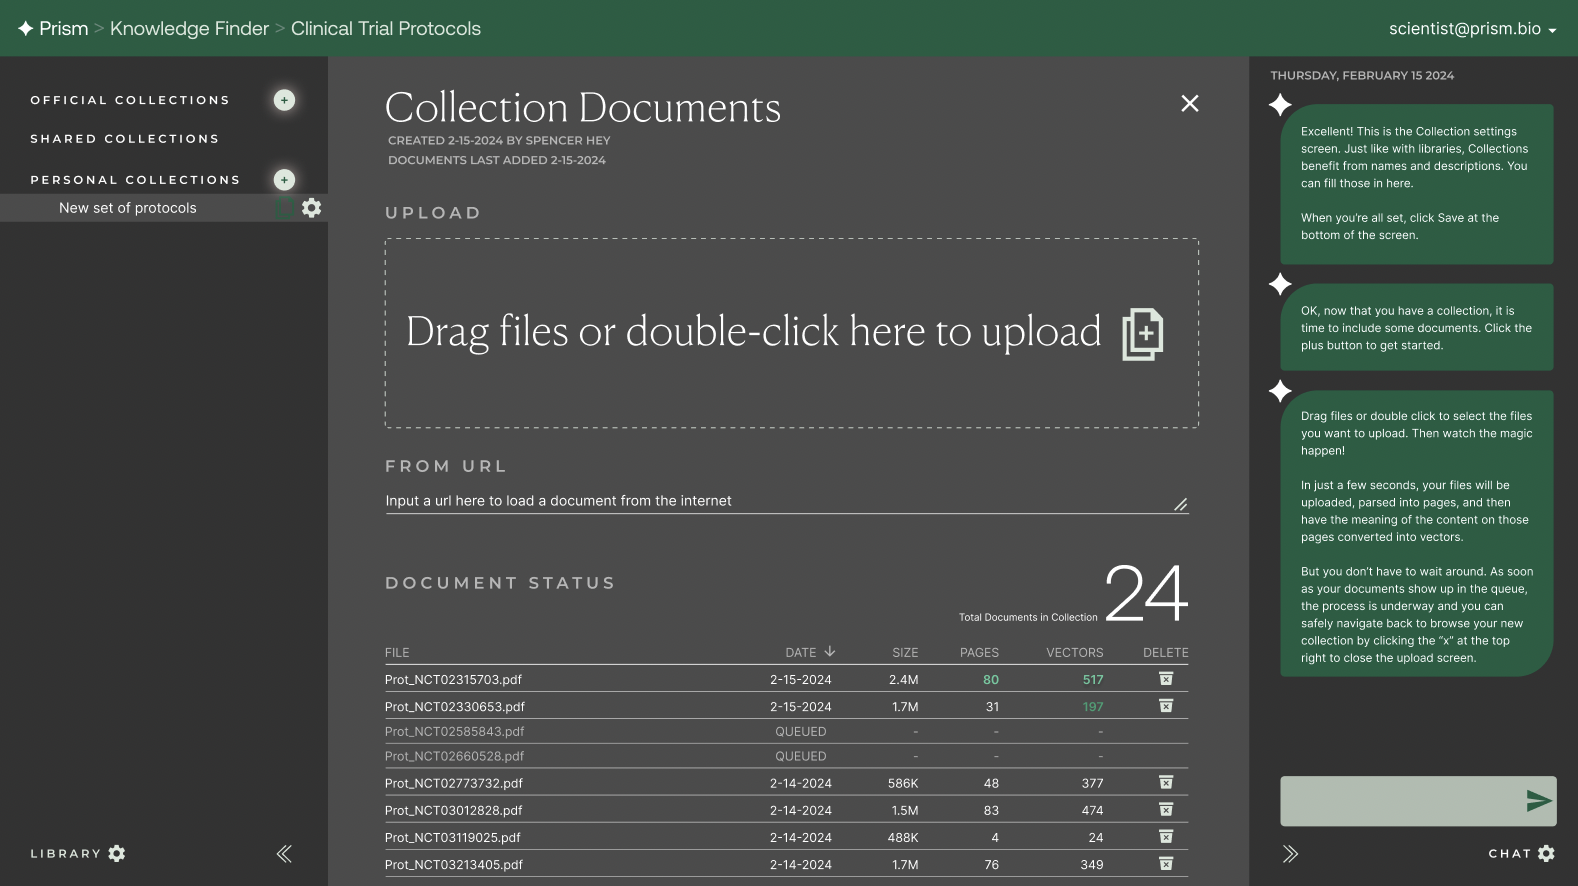 Prism > Knowledge Finder > Clinical Trial Protocols
scientist@prism.bio
OFFICIAL COLLECTIONS
SHARED COLLECTIONS
PERSONAL COLLECTIONS
New set of protocols
LIBRARY
Collection Documents
CREATED 2-15-2024 BY SPENCER HEY
DOCUMENTS LAST ADDED 2-15-2024
UPLOAD
Drag files or double-click here to upload
FROM URL
Input a url here to load a document from the internet
DOCUMENT STATUS
Total Documents in Collection 24
FILE DATE SIZE PAGES VECTORS DELETE
Prot_NCT02315703.pdf 2-15-2024 2.4M 80 517
Prot_NCT02330653.pdf 2-15-2024 1.7M 31 197
Prot_NCT02585843.pdf QUEUED - - -
Prot_NCT02660528.pdf QUEUED - - -
Prot_NCT02773732.pdf 2-14-2024 586K 48 377
Prot_NCT03012828.pdf 2-14-2024 1.5M 83 474
Prot_NCT03119025.pdf 2-14-2024 488K 4 24
Prot_NCT03213405.pdf 2-14-2024 1.7M 76 349
THURSDAY, FEBRUARY 15 2024
Excellent! This is the Collection settings
screen. Just like with libraries, Collections
benefit from names and descriptions. You
can fill those in here.
When you're all set, click Save at the
bottom of the screen.
OK, now that you have a collection, it is
time to include some documents. Click the
plus button to get started.
Drag files or double click to select the files
you want to upload. Then watch the magic
happen!
In just a few seconds, your files will be
uploaded, parsed into pages, and then
have the meaning of the content on those
pages converted into vectors.
But you don't have to wait around. As soon
as your documents show up in the queue,
the process is underway and you can
safely navigate back to browse your new
collection by clicking the “x” at the top
right to close the upload screen.
CHAT